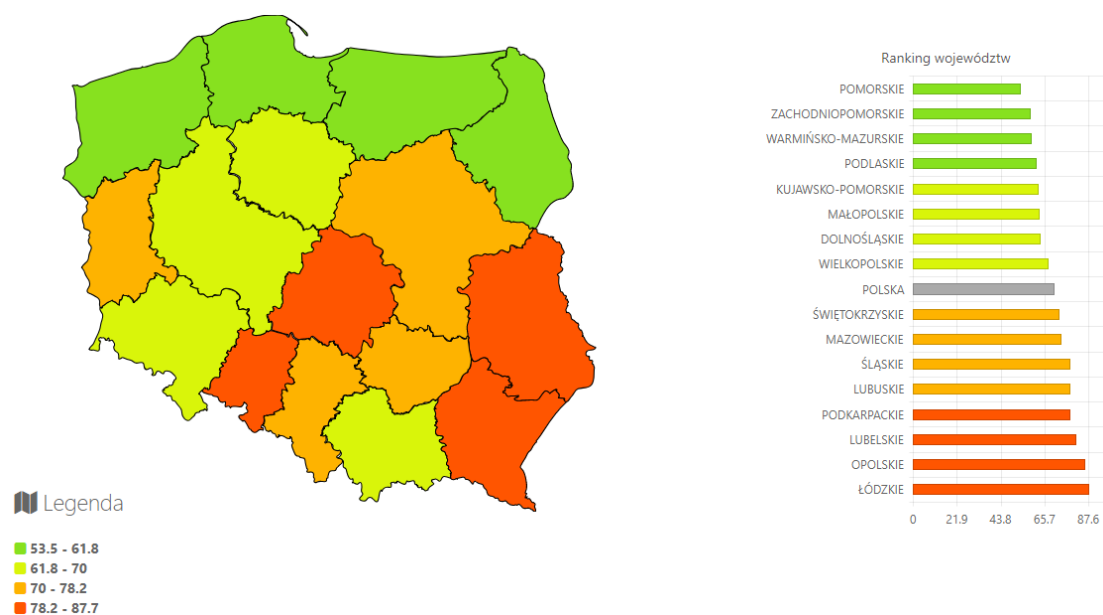 Ranking województw
POMORSKIE
ZACHODNIOPOMORSKIE
WARMIŃSKO-MAZURSKIE
PODLASKIE
KUJAWSKO-POMORSKIE
MAŁOPOLSKIE
DOLNOŚLĄSKIE
WIELKOPOLSKIE
POLSKA
ŚWIĘTOKRZYSKIE
MAZOWIECKIE
ŚLĄSKIE
LUBUSKIE
PODKARPACKIE
LUBELSKIE
OPOLSKIE
ŁÓDZKIE
0 21.9 43.8 65.7 87.6
Legenda
53.5 - 61.8
61.8 - 70
70 - 78.2
78.2 - 87.7